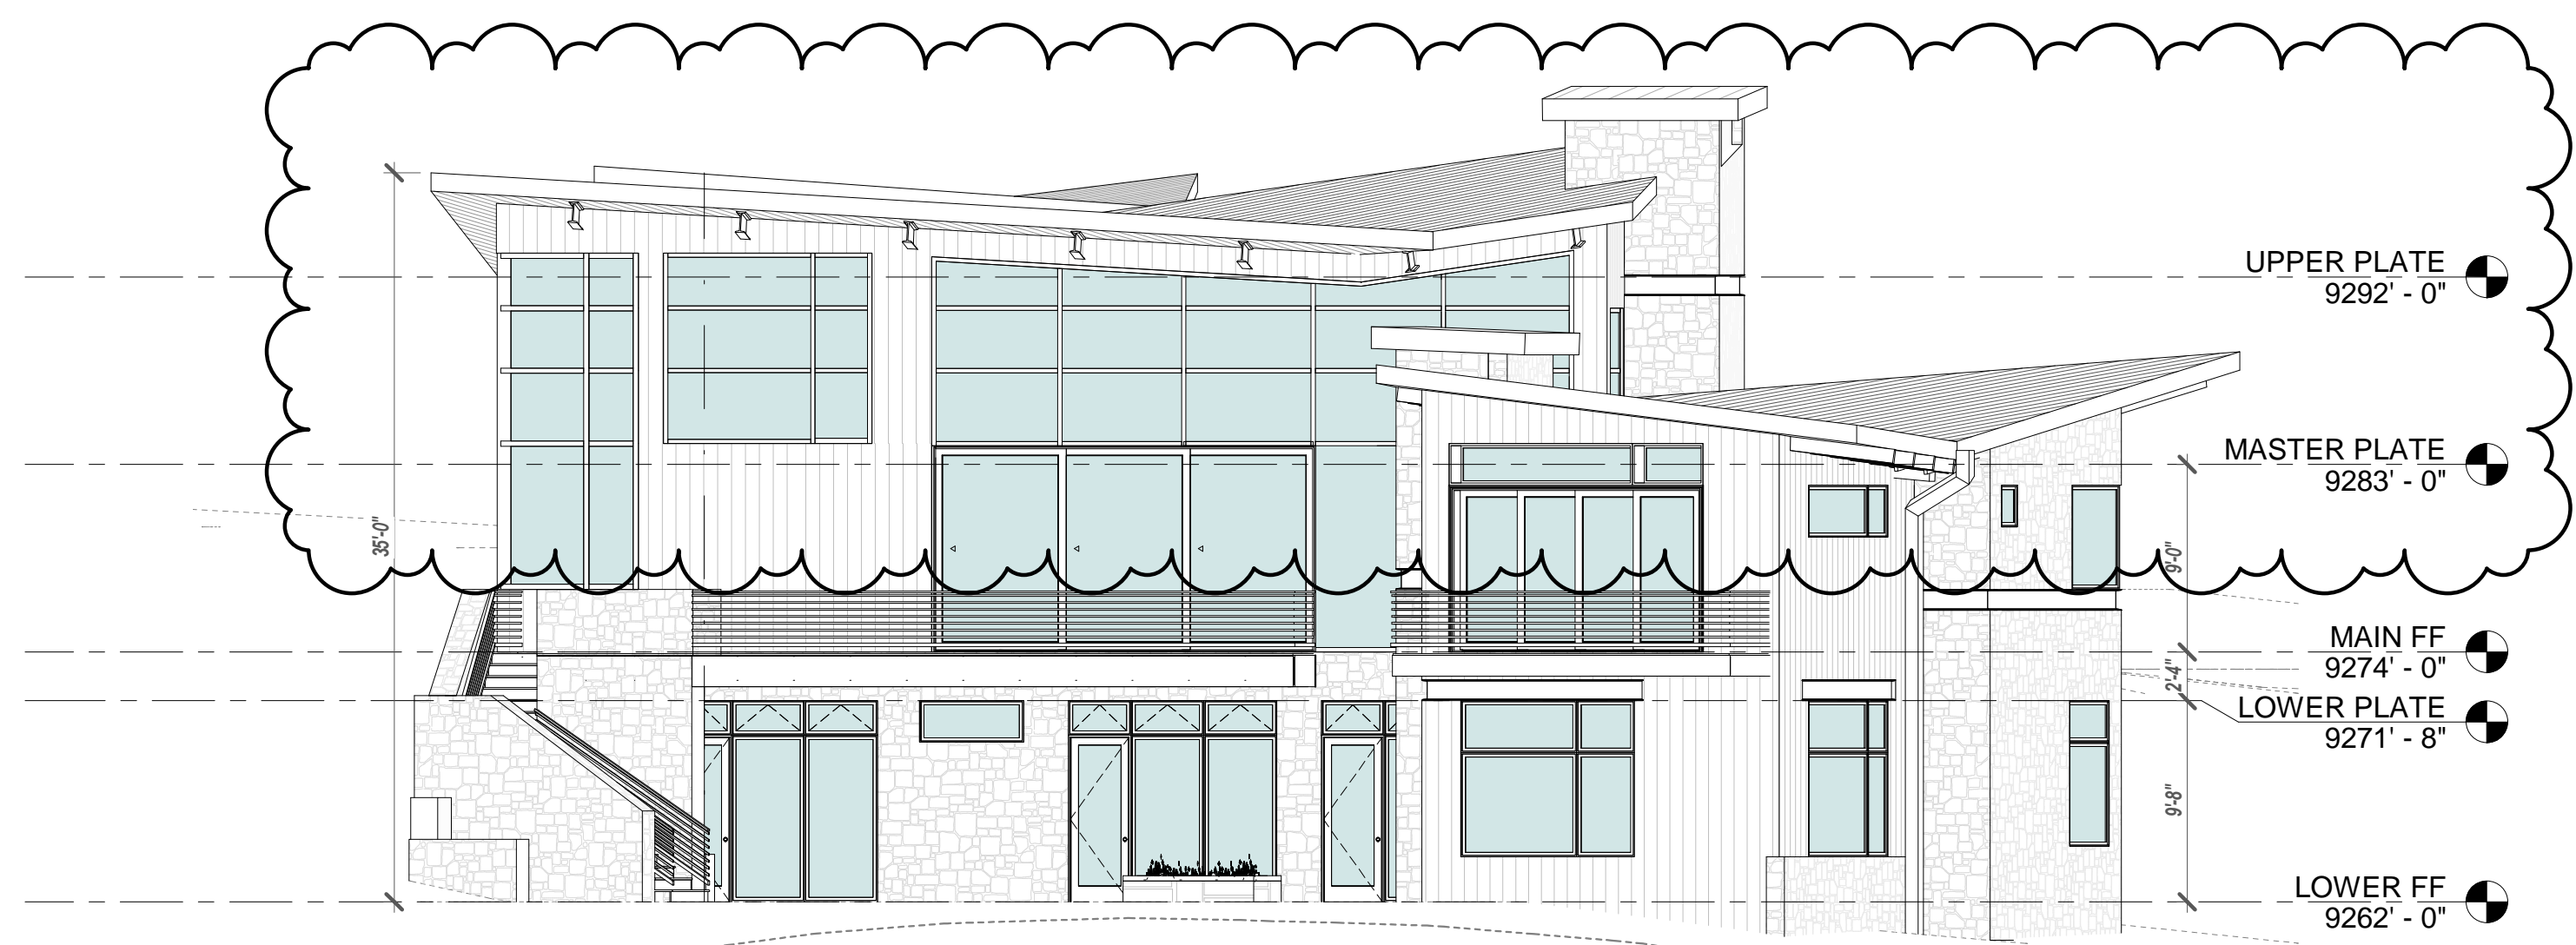 UPPER PLATE
9292' - 0"
MASTER PLATE
9283' - 0"
35'-0"
9'-0"
MAIN FF
9274' - 0"
2'-4"
LOWER PLATE
9271' - 8"
9'-8"
LOWER FF
9262' - 0"